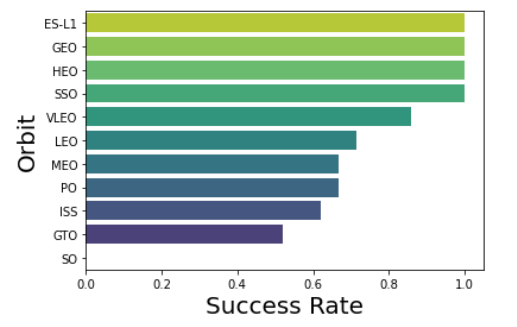 ES-L1
GEO
HEO
SSO
VLEO
LEO
MEO
PO
ISS
GTO
SO
Orbit
0.0 0.2 0.4 0.6 0.8 1.0
Success Rate